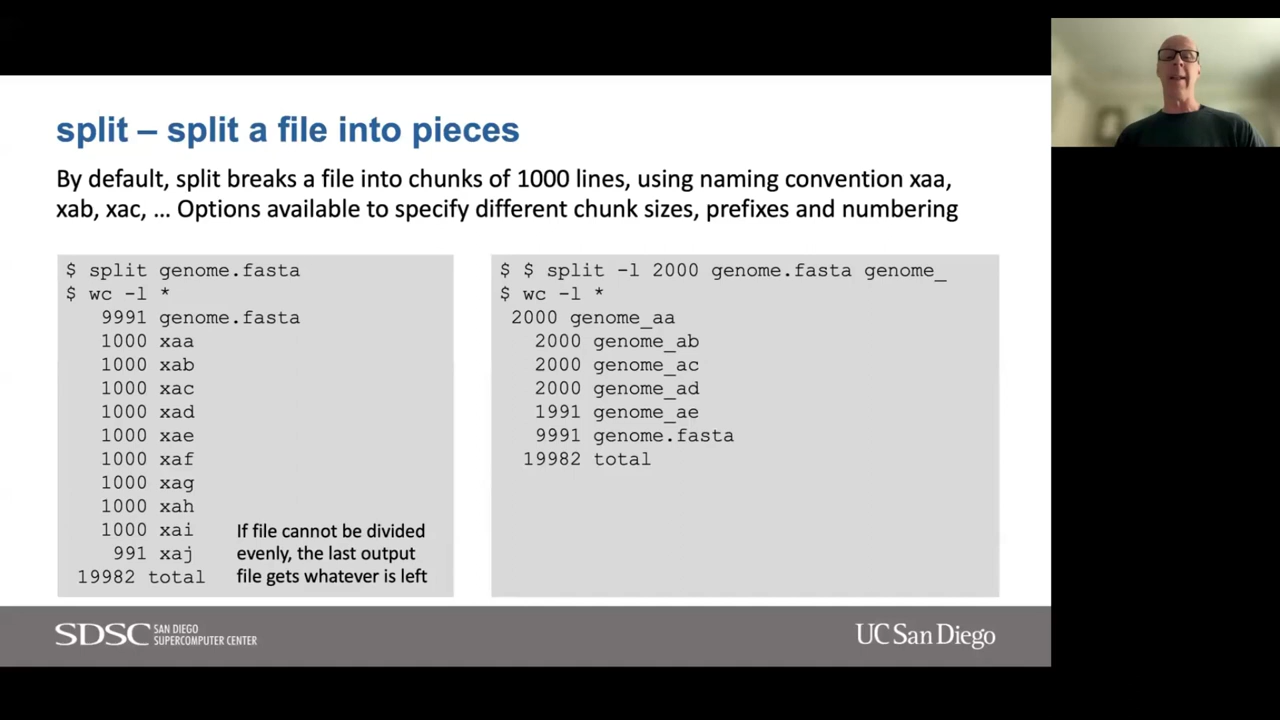 split – split a file into pieces
By default, split breaks a file into chunks of 1000 lines, using naming convention xaa,
xab, xac, … Options available to specify different chunk sizes, prefixes and numbering
$ split genome.fasta
$ wc -l *
9991 genome.fasta
1000 xaa
1000 xab
1000 xac
1000 xad
1000 xae
1000 xaf
1000 xag
1000 xah
1000 xai
991 xaj
19982 total
If file cannot be divided
evenly, the last output
file gets whatever is left
$ $ split -l 2000 genome.fasta genome_
$ wc -l *
2000 genome_aa
2000 genome_ab
2000 genome_ac
2000 genome_ad
1991 genome_ae
9991 genome.fasta
19982 total
SDSC SAN DIEGO
SUPERCOMPUTER CENTER
UC San Diego